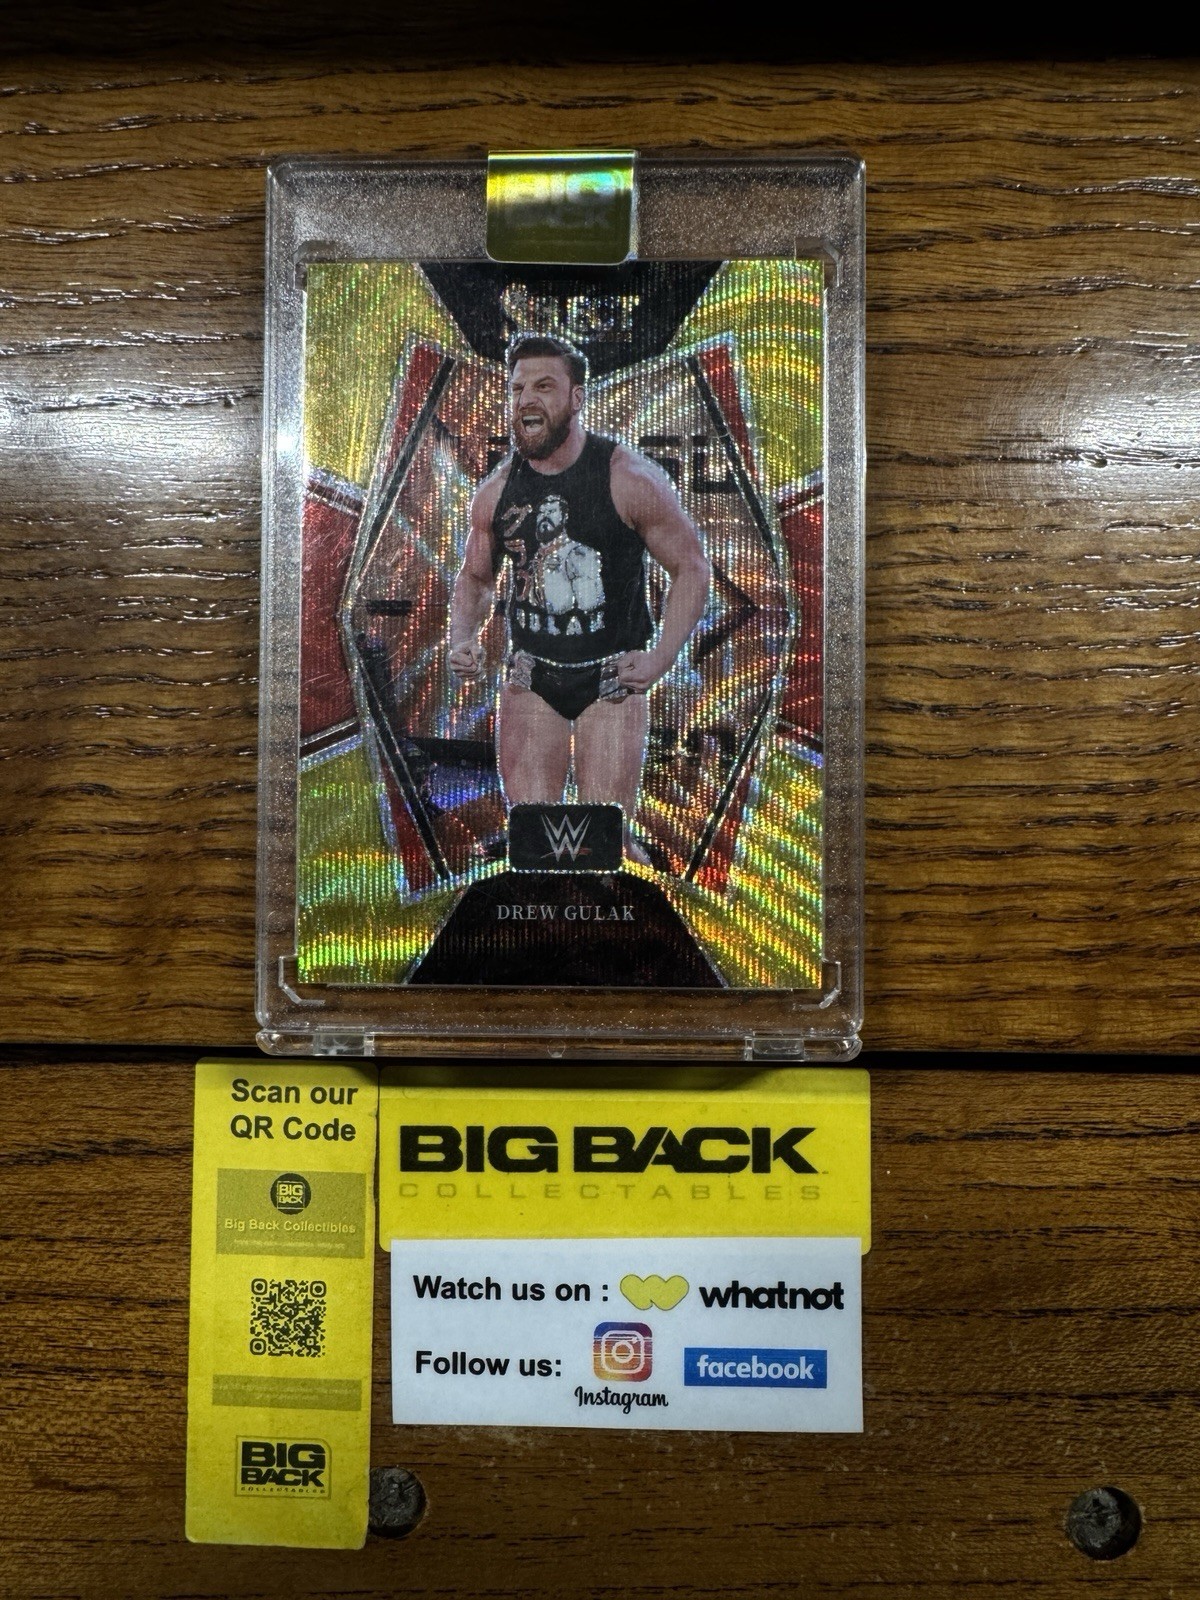 BIG
BACK
SELECT
GULAK
W
DREW GULAK
Scan our
QR Code
BIG
BACK
Big Back Collectibles
BIG BACK
COLLECTABLES
Watch us on : whatnot
Follow us: Instagram facebook
BIG
BACK
COLLECTABLES